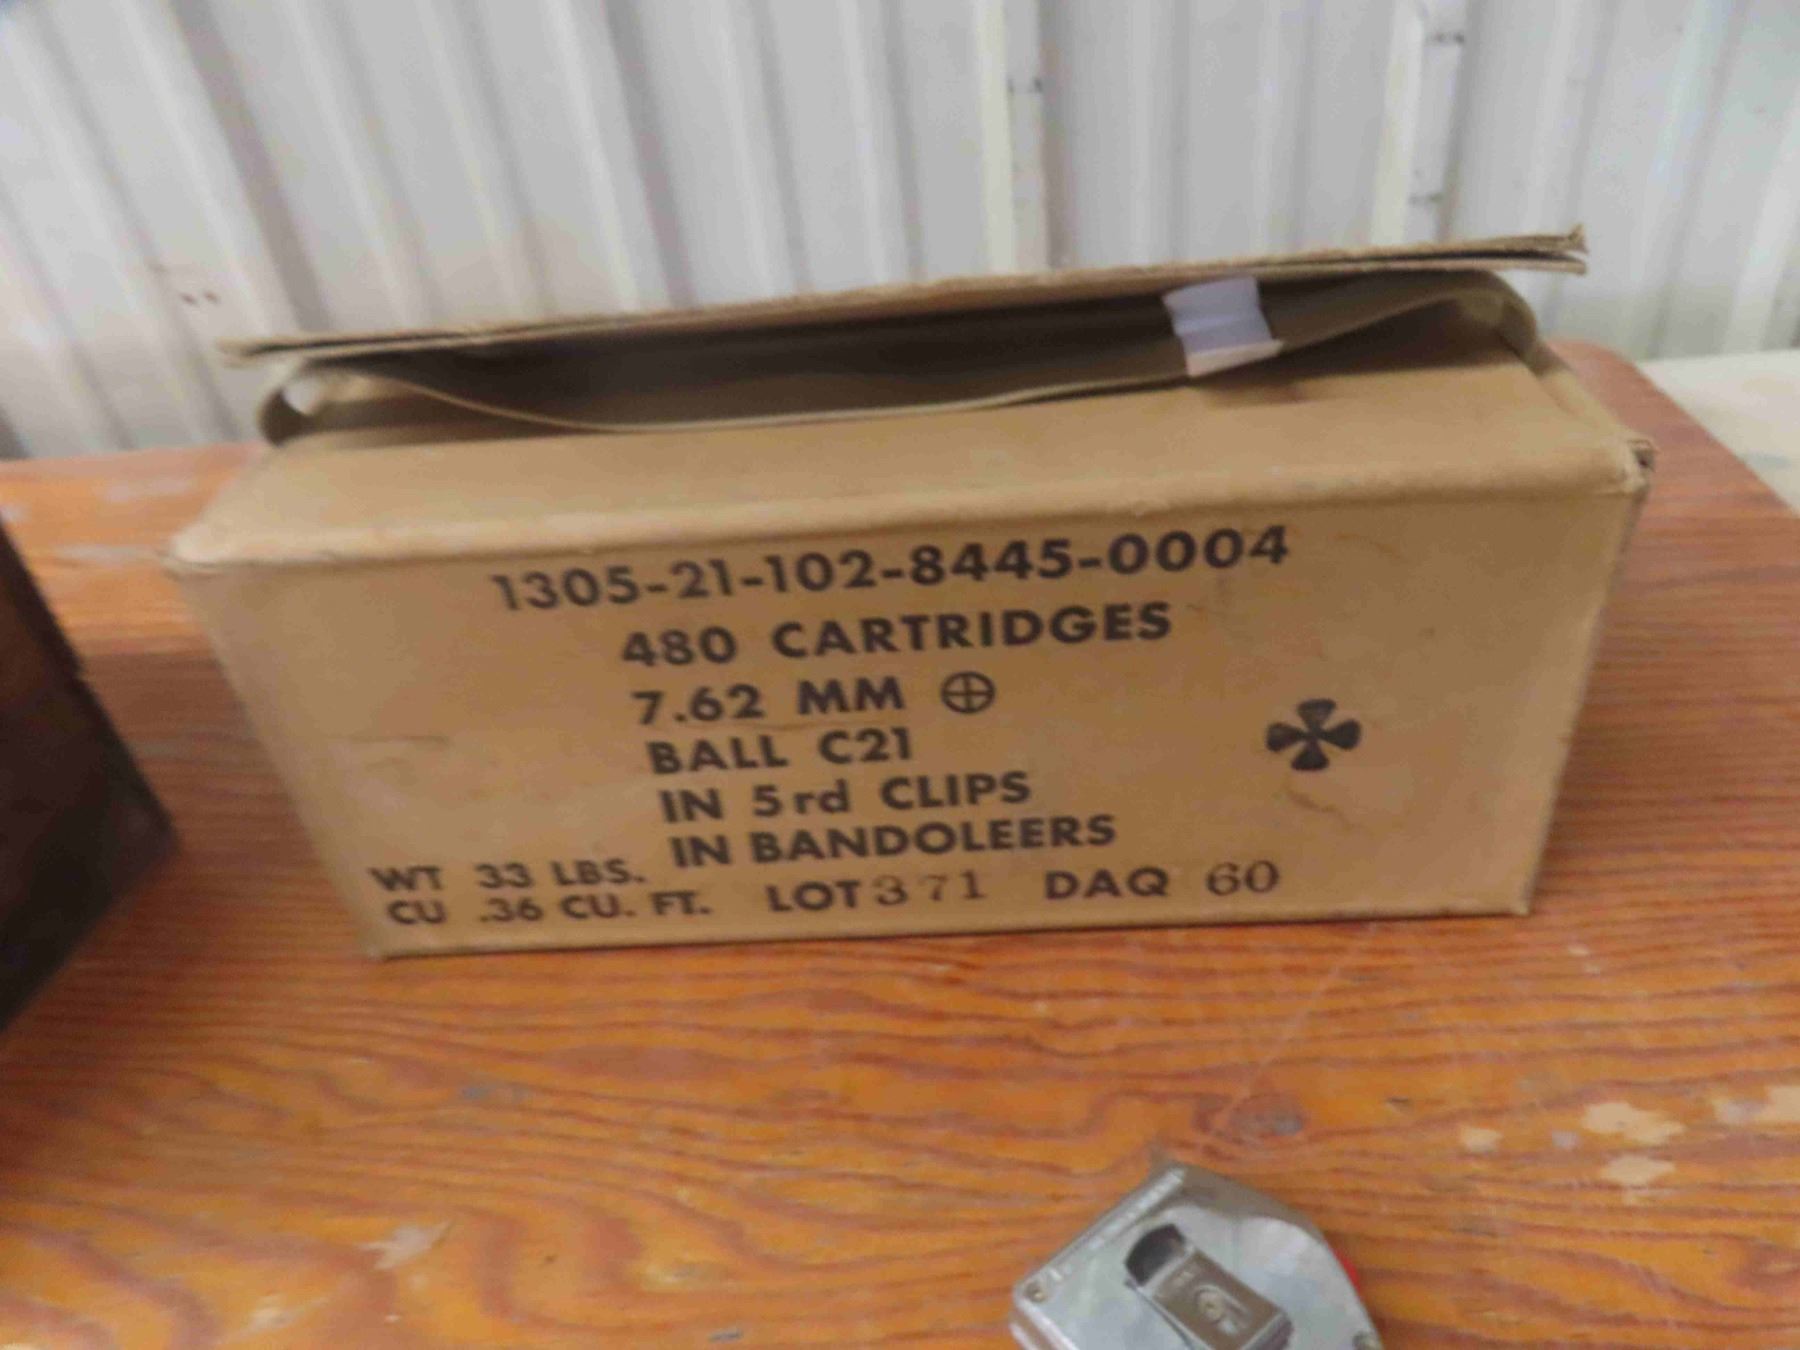 1305-21-102-8445-0004
480 CARTRIDGES
7.62 MM ⊕
BALL C21
IN 5rd CLIPS
IN BANDOLEERS
WT 33 LBS.
CU .36 CU. FT. LOT 371 DAQ 60